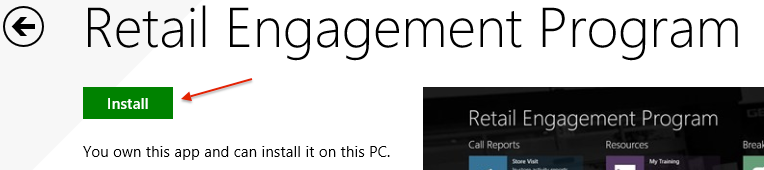 Retail Engagement Program
Install
You own this app and can install it on this PC.
Retail Engagement Program
Call Reports Resources
Store Visit My Training